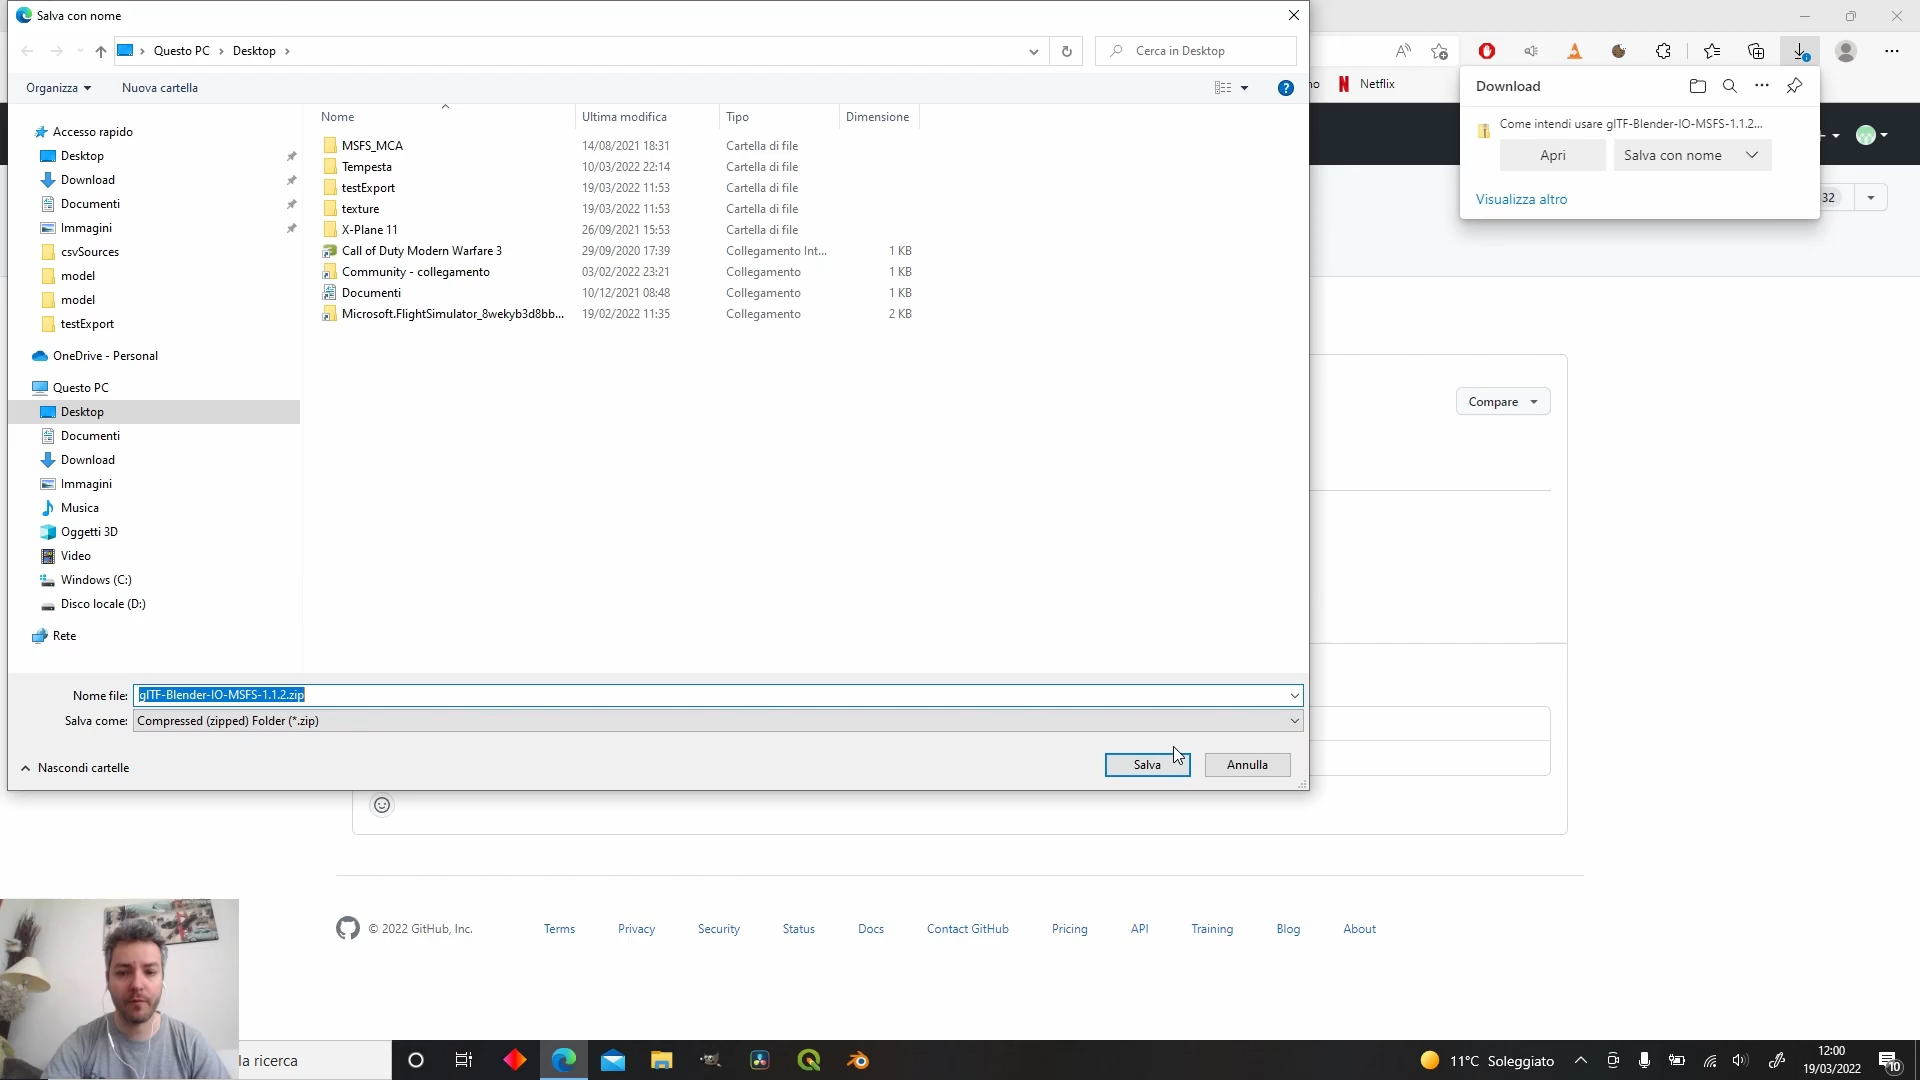 Salva con nome
Questo PC > Desktop >
Cerca in Desktop
Organizza
Nuova cartella
Nome
Ultima modifica
Tipo
Dimensione
Accesso rapido
Desktop
Download
Documenti
Immagini
csvSources
model
model
testExport
OneDrive - Personal
Questo PC
Desktop
Documenti
Download
Immagini
Musica
Oggetti 3D
Video
Windows (C:)
Disco locale (D:)
Rete
MSFS_MCA 14/08/2021 18:31 Cartella di file
Tempesta 10/03/2022 22:14 Cartella di file
testExport 19/03/2022 11:53 Cartella di file
texture 19/03/2022 11:53 Cartella di file
X-Plane 11 26/09/2021 15:53 Cartella di file
Call of Duty Modern Warfare 3 29/09/2020 17:39 Collegamento Int... 1 KB
Community - collegamento 03/02/2022 23:21 Collegamento 1 KB
Documenti 10/12/2021 08:48 Collegamento 1 KB
Microsoft.FlightSimulator_8wekyb3d8bb... 19/02/2022 11:35 Collegamento 2 KB
Nome file: glTF-Blender-IO-MSFS-1.1.2.zip
Salva come: Compressed (zipped) Folder (*.zip)
Nascondi cartelle
Salva
Annulla
Netflix
Download
Come intendi usare glTF-Blender-IO-MSFS-1.1.2...
Apri
Salva con nome
Visualizza altro
32
Compare
© 2022 GitHub, Inc.
Terms
Privacy
Security
Status
Docs
Contact GitHub
Pricing
API
Training
Blog
About
la ricerca
11°C Soleggiato
12:00
19/03/2022
10